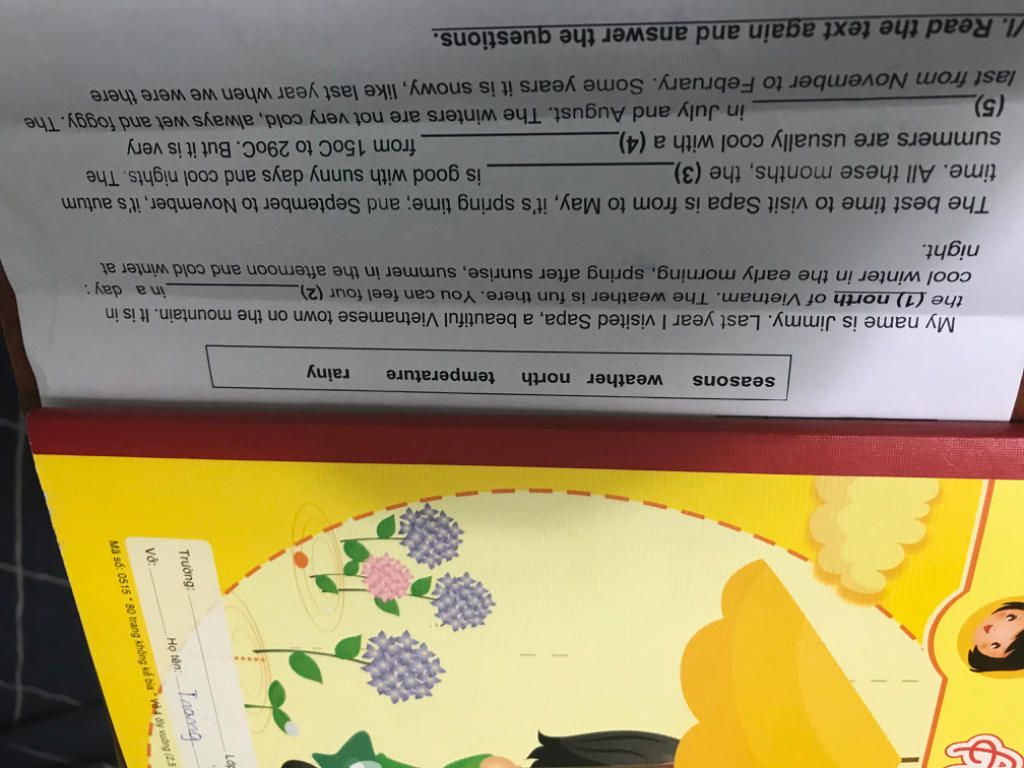 seasons weather north temperature rainy
My name is Jimmy. Last year I visited Sapa, a beautiful Vietnamese town on the mountain. It is in
the (1) north of Vietnam. The weather is fun there. You can feel four (2)____________ in a day :
cool winter in the early morning, spring after sunrise, summer in the afternoon and cold winter at
night.
The best time to visit Sapa is from to May, it's spring time; and September to November, it's autum
time. All these months, the (3)____________ is good with sunny days and cool nights. The
summers are usually cool with a (4)____________ from 15oC to 29oC. But it is very
(5)____________ in July and August. The winters are not very cold, always wet and foggy. The
last from November to February. Some years it is snowy, like last year when we were there
VI. Read the text again and answer the questions.
Trường:
Vở:
Họ tên: Trang
Lớp
Mã số: 0515 * 80 trang không kể bìa *